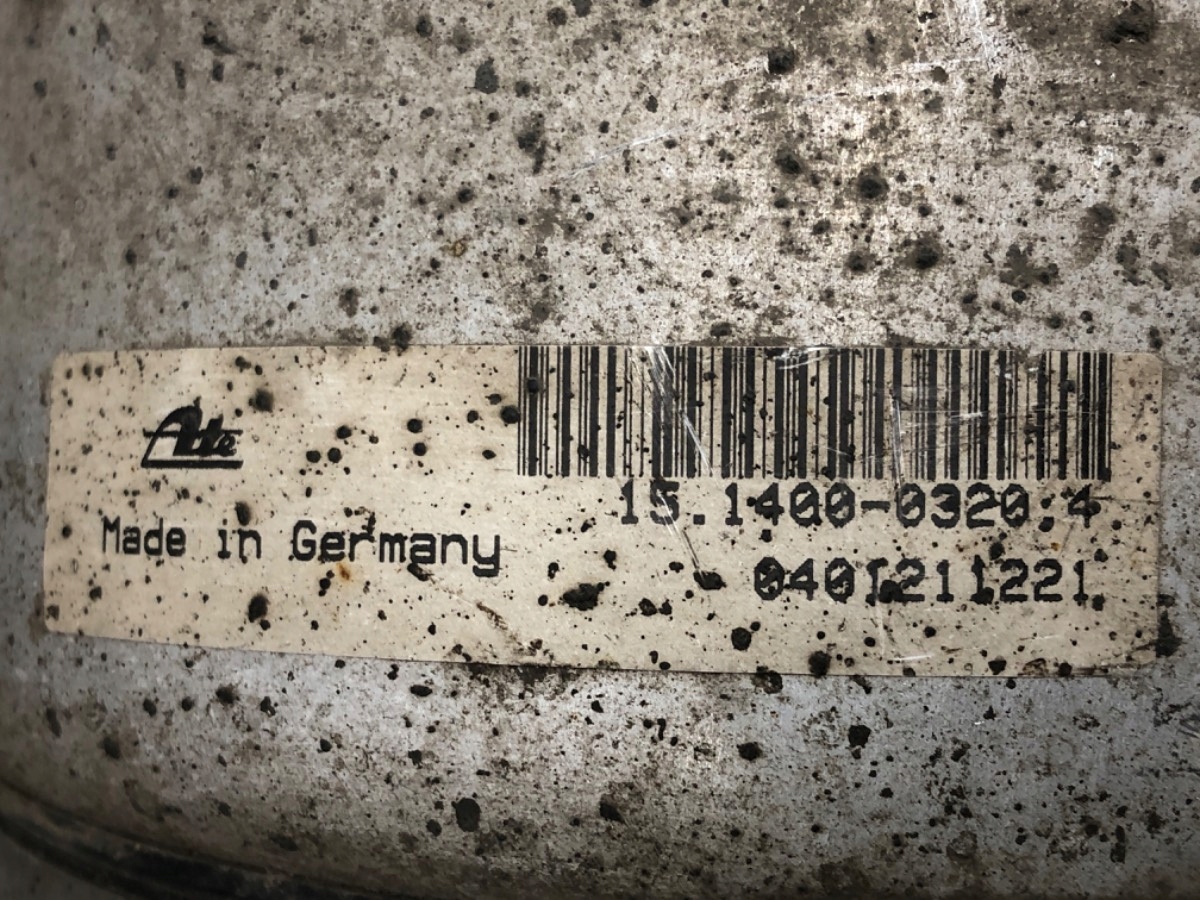 Ate
Made in Germany
15.1400-0320.4
0401211221